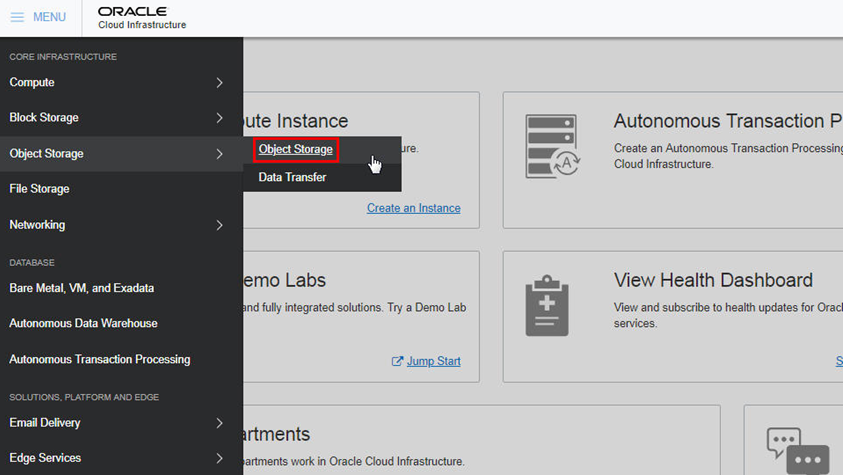 MENU
ORACLE
Cloud Infrastructure
CORE INFRASTRUCTURE
Compute
Block Storage
Object Storage
File Storage
Networking
DATABASE
Bare Metal, VM, and Exadata
Autonomous Data Warehouse
Autonomous Transaction Processing
SOLUTIONS, PLATFORM AND EDGE
Email Delivery
Edge Services
Object Storage
Data Transfer
ute Instance
ure.
Create an Instance
Autonomous Transaction P
Create an Autonomous Transaction Processing
Cloud Infrastructure.
A
emo Labs
and fully integrated solutions. Try a Demo Lab
Jump Start
View Health Dashboard
View and subscribe to health updates for Orac
services.
S
artments
partments work in Oracle Cloud Infrastructure.